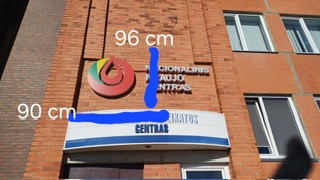 96 cm
NACIONALINIS
KRAUJO
CENTRAS
90 cm
CENTRAS